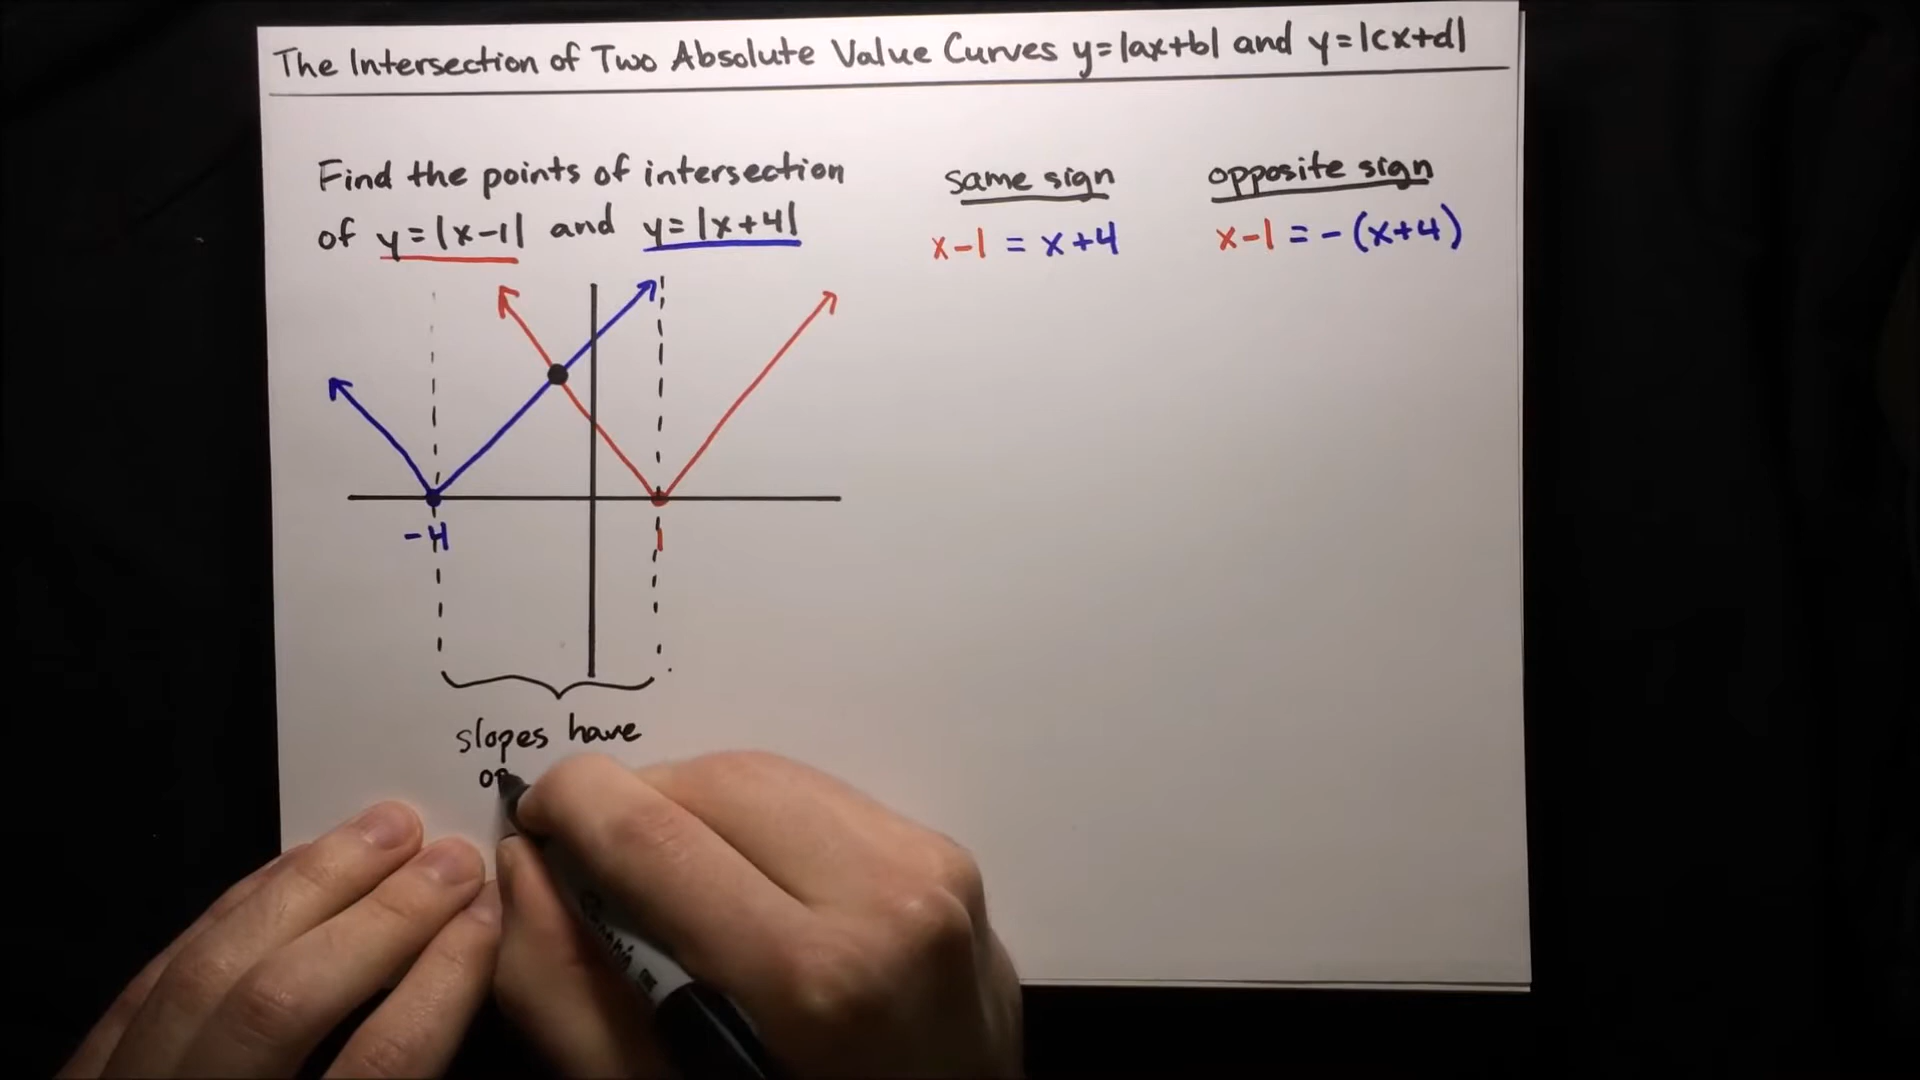 The Intersection of Two Absolute Value Curves y=|ax+b| and y=|cx+d|
Find the points of intersection
of y=|x-1| and y=|x+4|
same sign
x-1 = x+4
opposite sign
x-1 = -(x+4)
-4
1
slopes have
op